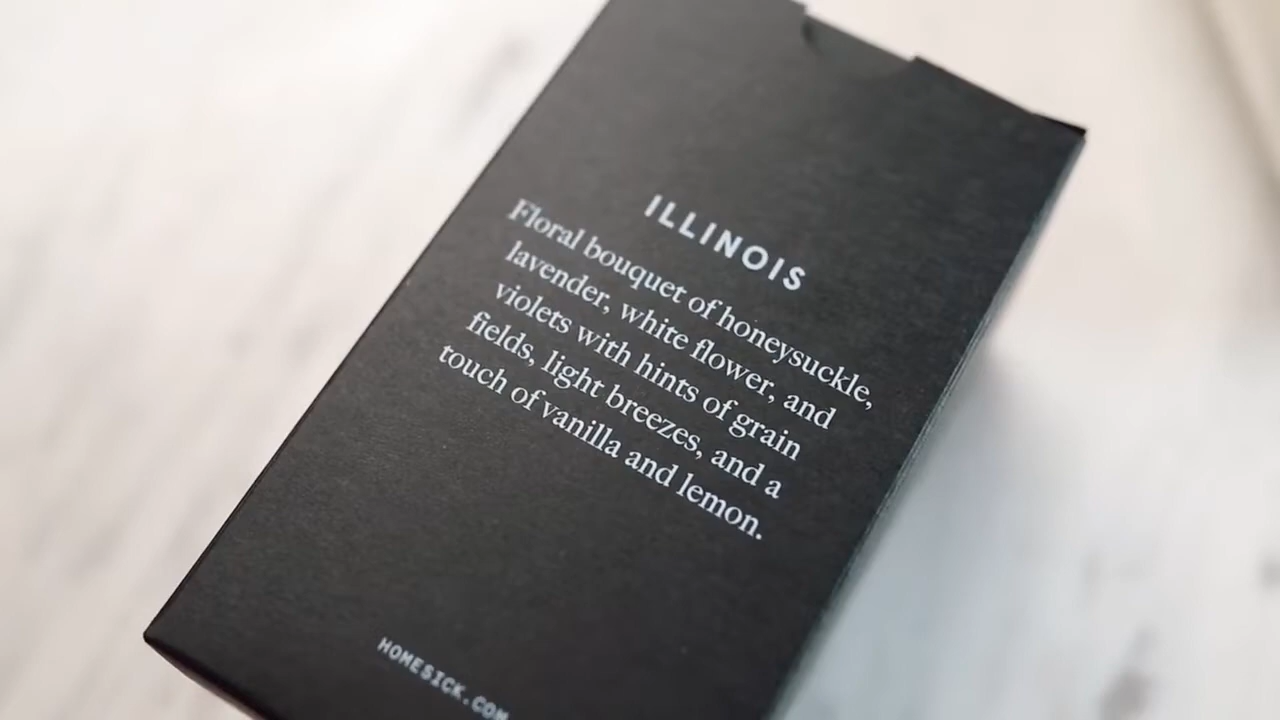 ILLINOIS
Floral bouquet of honeysuckle,
lavender, white flower, and
violets with hints of grain
fields, light breezes, and a
touch of vanilla and lemon.
HOMESICK.COM